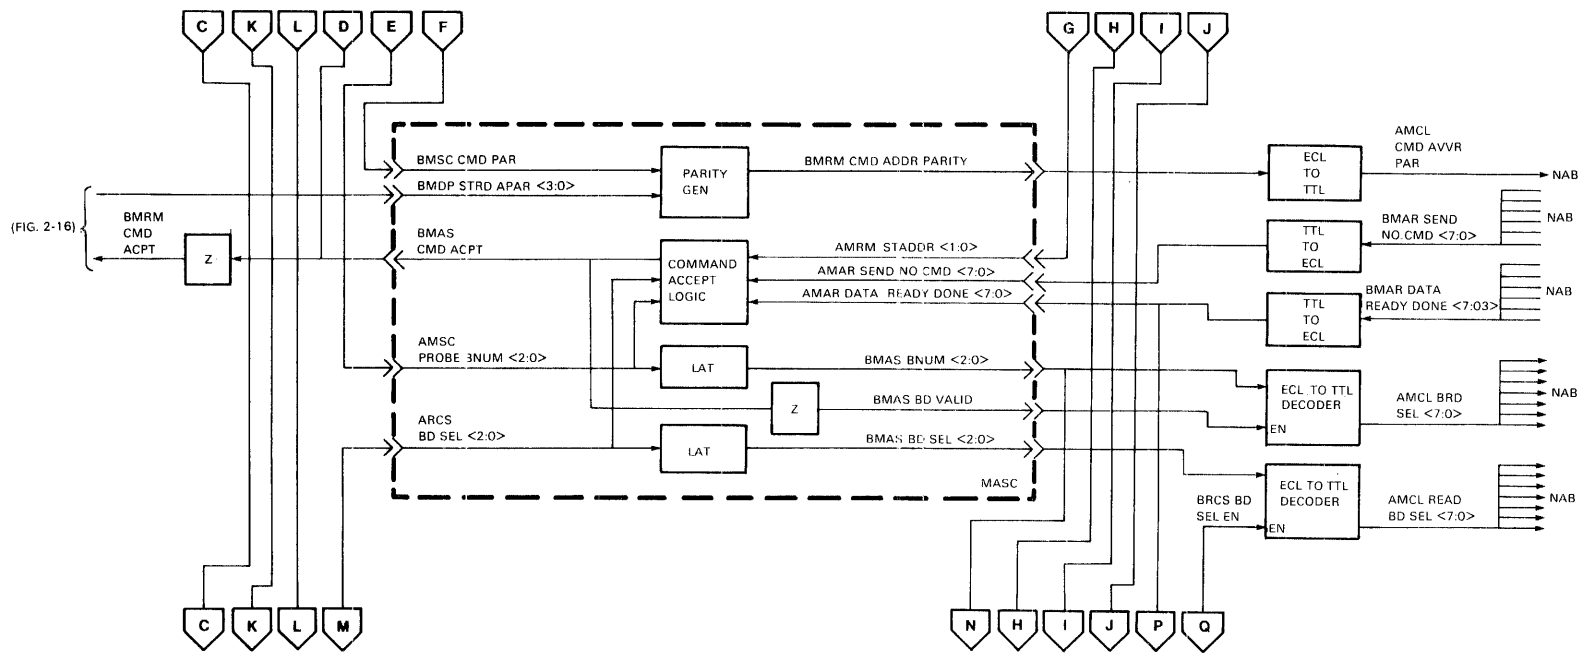 C K L D E F G H I J
BMSC CMD PAR
BMDP STRD APAR <3:0>
PARITY
GEN
BMRM CMD ADDR PARITY
ECL
TO
TTL
AMCL
CMD AVVR
PAR
NAB
(FIG. 2-16)
BMRM
CMD
ACPT
Z
BMAS
CMD ACPT
COMMAND
ACCEPT
LOGIC
AMRM STADDR <1:0>
AMAR SEND NO CMD <7:0>
AMAR DATA READY DONE <7:0>
TTL
TO
ECL
BMAR SEND
NO CMD <7:0>
NAB
TTL
TO
ECL
BMAR DATA
READY DONE <7:03>
NAB
AMSC
PROBE BNUM <2:0>
LAT
BMAS BNUM <2:0>
Z
BMAS BD VALID
ECL TO TTL
DECODER
EN
AMCL BRD
SEL <7:0>
NAB
ARCS
BD SEL <2:0>
LAT
BMAS BD SEL <2:0>
MASC
BRCS BD
SEL EN
ECL TO TTL
DECODER
EN
AMCL READ
BD SEL <7:0>
NAB
C K L M N H I J P Q